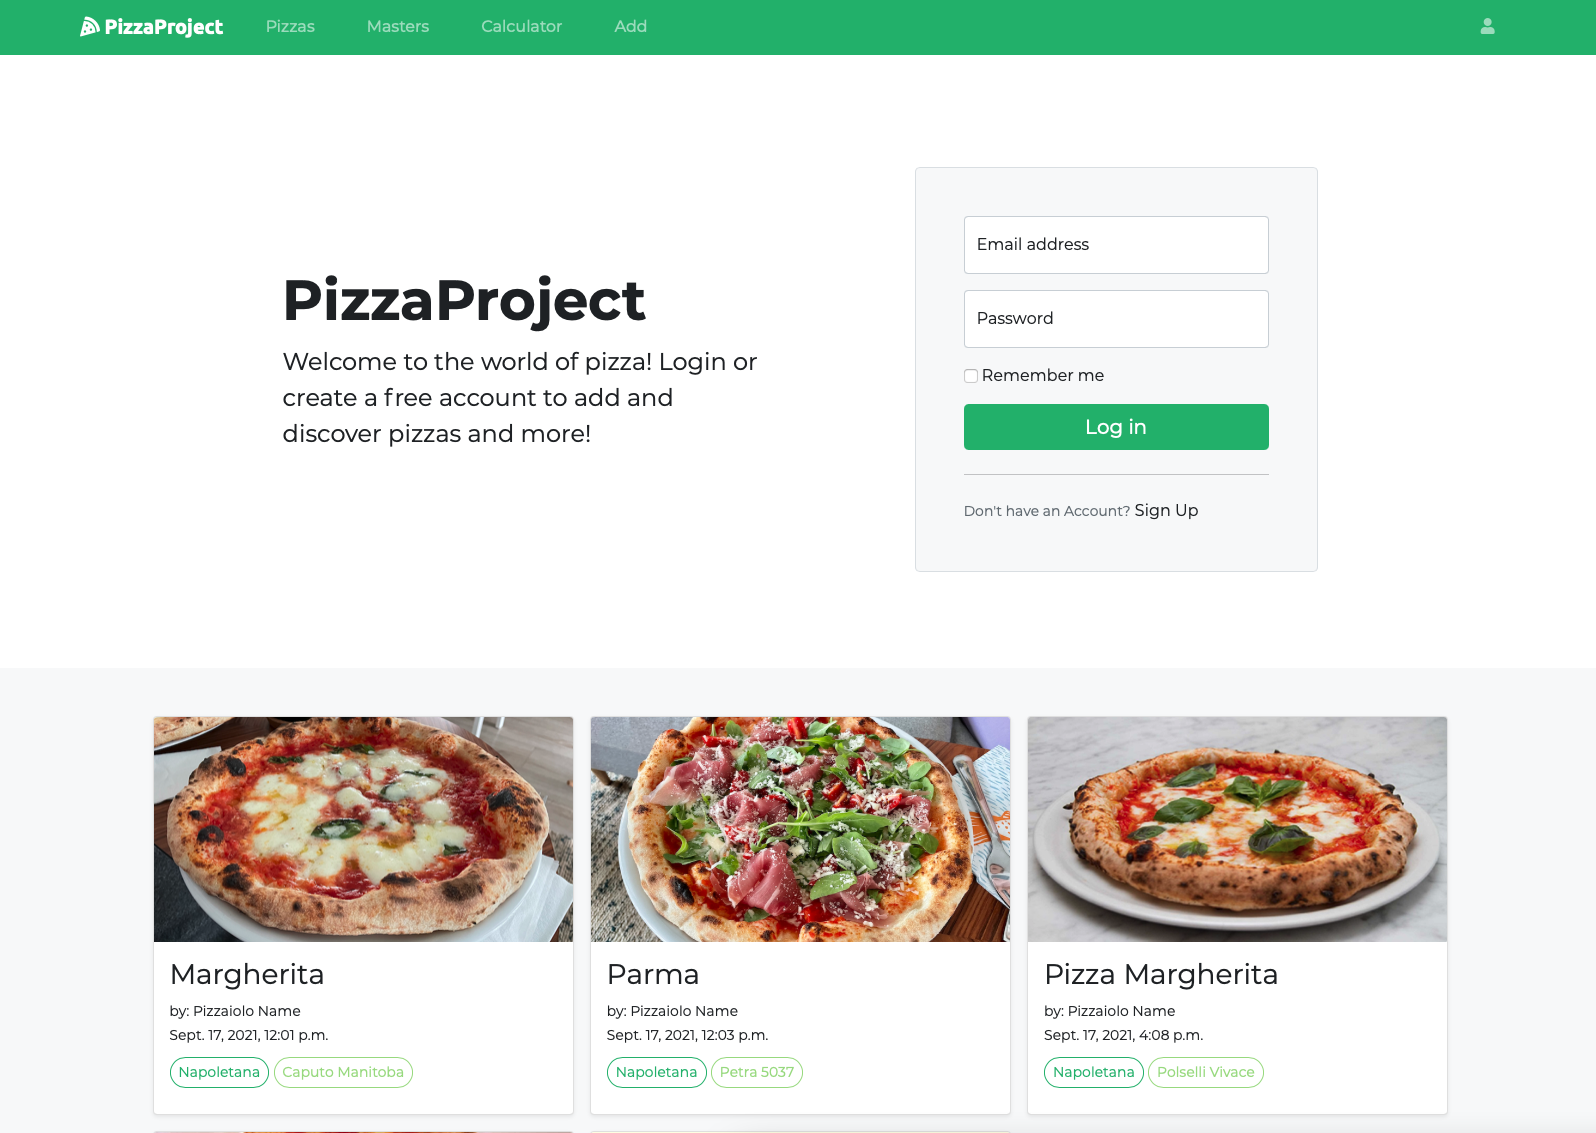 PizzaProject
Pizzas
Masters
Calculator
Add
PizzaProject
Welcome to the world of pizza! Login or
create a free account to add and
discover pizzas and more!
Email address
Password
Remember me
Log in
Don't have an Account? Sign Up
Margherita
by: Pizzaiolo Name
Sept. 17, 2021, 12:01 p.m.
Napoletana Caputo Manitoba
Parma
by: Pizzaiolo Name
Sept. 17, 2021, 12:03 p.m.
Napoletana Petra 5037
Pizza Margherita
by: Pizzaiolo Name
Sept. 17, 2021, 4:08 p.m.
Napoletana Polselli Vivace